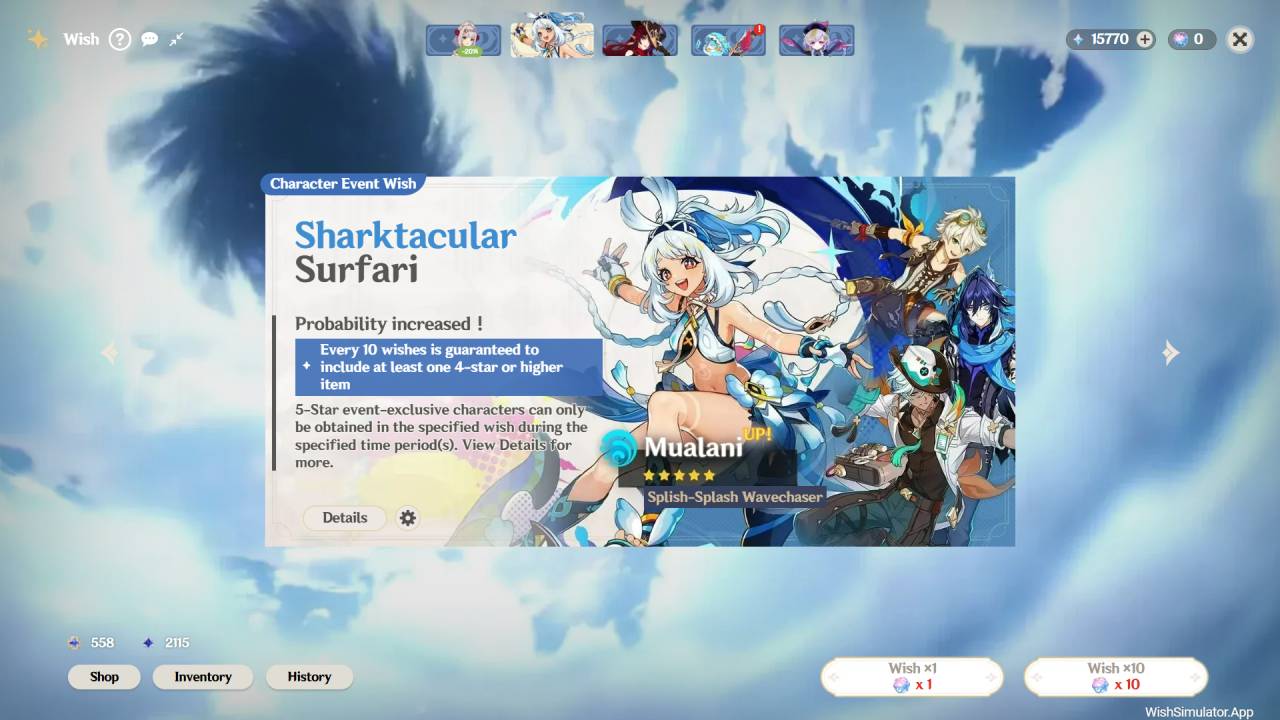 Wish ?
-20%
!
15770
0
Character Event Wish
Sharktacular
Surfari
Probability increased !
Every 10 wishes is guaranteed to
include at least one 4-star or higher
item
5-Star event-exclusive characters can only
be obtained in the specified wish during the
specified time period(s). View Details for
more.
Mualani UP!
Splish-Splash Wavechaser
Details
558 2115
Shop Inventory History
Wish ×1
x 1
Wish ×10
x 10
WishSimulator.App